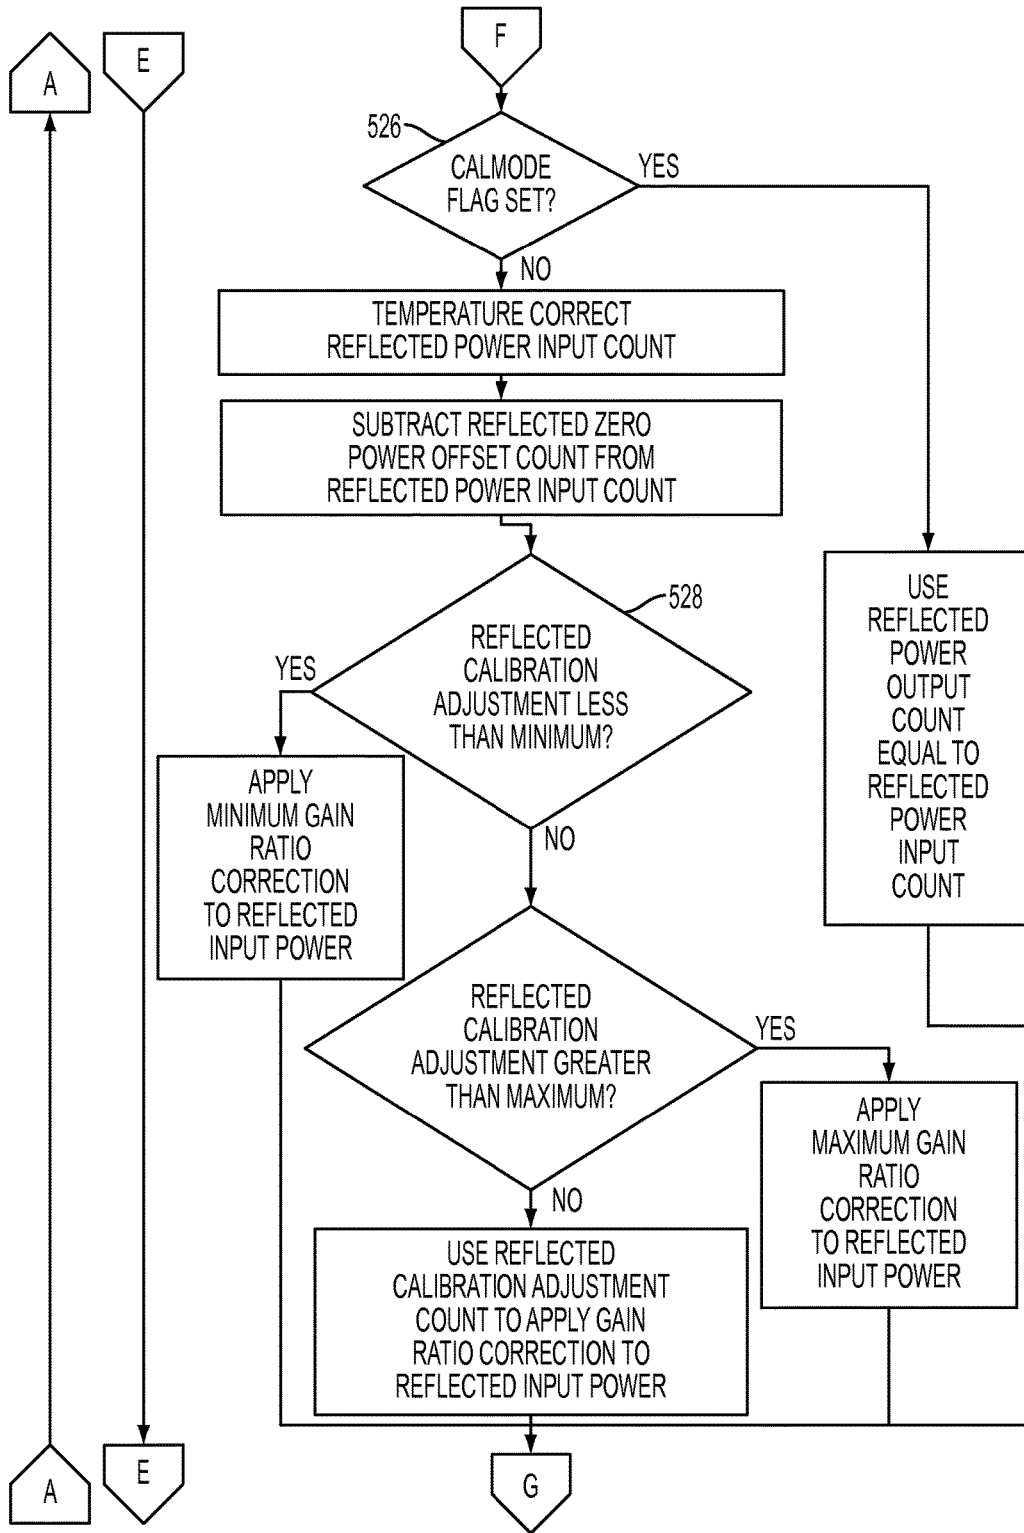 A
E
F
526
CALMODE
FLAG SET?
YES
NO
TEMPERATURE CORRECT
REFLECTED POWER INPUT COUNT
SUBTRACT REFLECTED ZERO
POWER OFFSET COUNT FROM
REFLECTED POWER INPUT COUNT
528
REFLECTED
CALIBRATION
ADJUSTMENT LESS
THAN MINIMUM?
YES
NO
USE
REFLECTED
POWER
OUTPUT
COUNT
EQUAL TO
REFLECTED
POWER
INPUT
COUNT
APPLY
MINIMUM GAIN
RATIO
CORRECTION
TO REFLECTED
INPUT POWER
REFLECTED
CALIBRATION
ADJUSTMENT GREATER
THAN MAXIMUM?
YES
NO
APPLY
MAXIMUM GAIN
RATIO
CORRECTION
TO REFLECTED
INPUT POWER
USE REFLECTED
CALIBRATION ADJUSTMENT
COUNT TO APPLY GAIN
RATIO CORRECTION TO
REFLECTED INPUT POWER
A
E
G